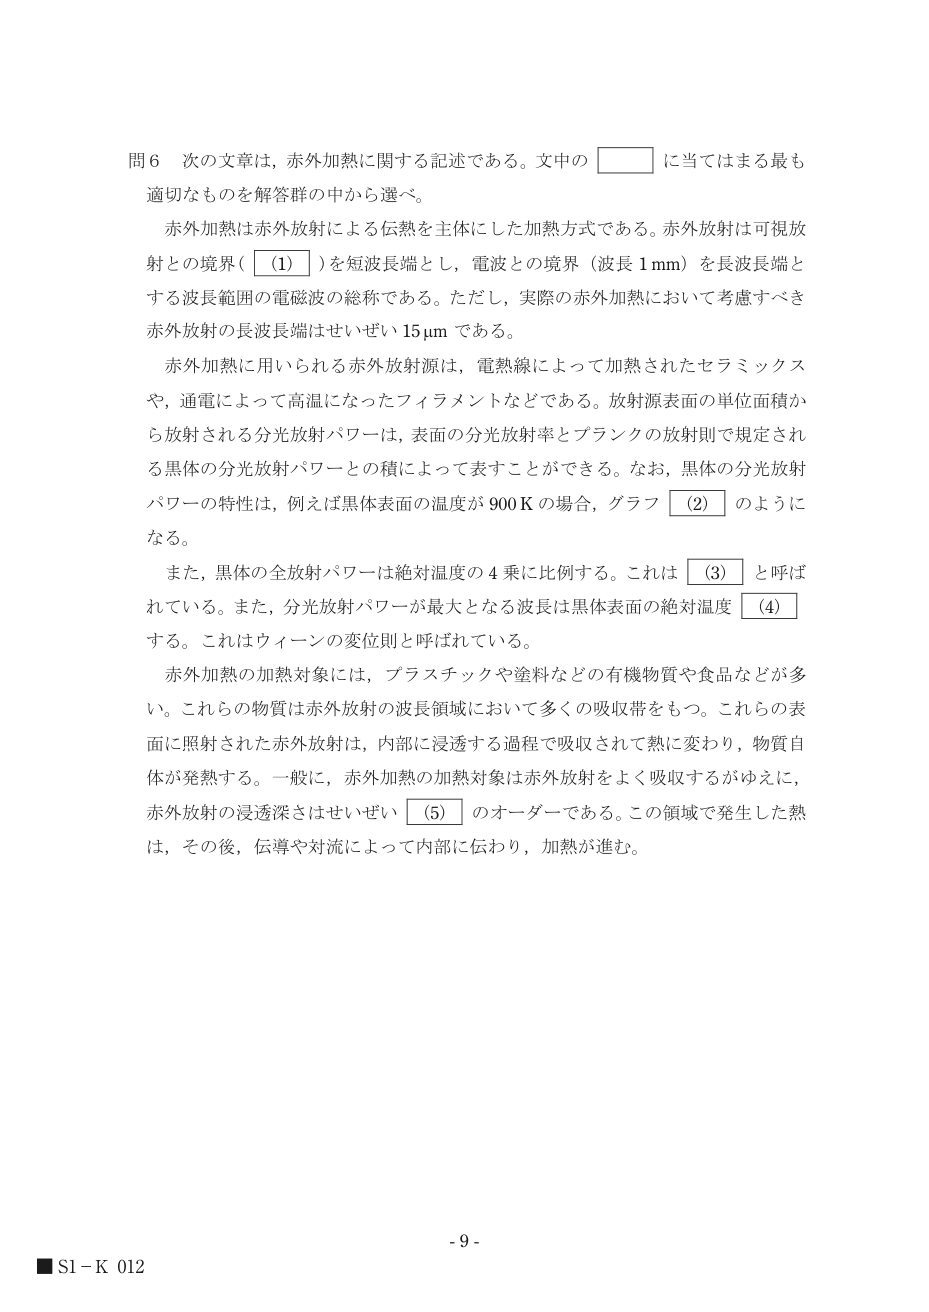 問6 次の文章は,赤外加熱に関する記述である。文中の に当てはまる最も
適切なものを解答群の中から選べ。
赤外加熱は赤外放射による伝熱を主体にした加熱方式である。赤外放射は可視放
射との境界( (1) )を短波長端とし,電波との境界(波長1mm)を長波長端と
する波長範囲の電磁波の総称である。ただし,実際の赤外加熱において考慮すべき
赤外放射の長波長端はせいぜい15μmである。
赤外加熱に用いられる赤外放射源は,電熱線によって加熱されたセラミックス
や,通電によって高温になったフィラメントなどである。放射源表面の単位面積か
ら放射される分光放射パワーは,表面の分光放射率とプランクの放射則で規定され
る黒体の分光放射パワーとの積によって表すことができる。なお,黒体の分光放射
パワーの特性は,例えば黒体表面の温度が900Kの場合,グラフ (2) のように
なる。
また,黒体の全放射パワーは絶対温度の4乗に比例する。これは (3) と呼ば
れている。また,分光放射パワーが最大となる波長は黒体表面の絶対温度 (4)
する。これはウィーンの変位則と呼ばれている。
赤外加熱の加熱対象には,プラスチックや塗料などの有機物質や食品などが多
い。これらの物質は赤外放射の波長領域において多くの吸収帯をもつ。これらの表
面に照射された赤外放射は,内部に浸透する過程で吸収されて熱に変わり,物質自
体が発熱する。一般に,赤外加熱の加熱対象は赤外放射をよく吸収するがゆえに,
赤外放射の浸透深さはせいぜい (5) のオーダーである。この領域で発生した熱
は,その後,伝導や対流によって内部に伝わり,加熱が進む。
- 9 -
■ S1-K 012